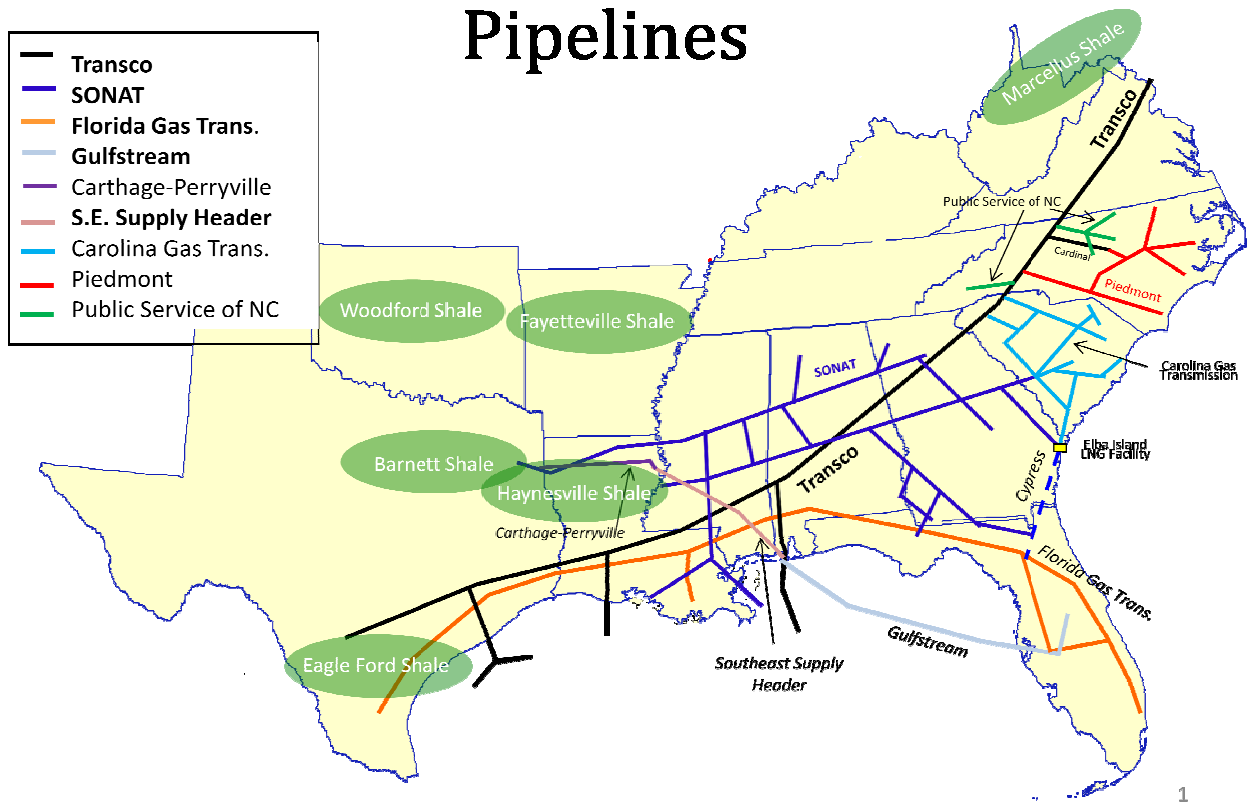 Pipelines
Transco
SONAT
Florida Gas Trans.
Gulfstream
Carthage-Perryville
S.E. Supply Header
Carolina Gas Trans.
Piedmont
Public Service of NC
Marcellus Shale
Transco
Public Service of NC
Cardinal
Piedmont
Woodford Shale
Fayetteville Shale
SONAT
Carolina Gas
Transmission
Barnett Shale
Elba Island
LNG Facility
Transco
Cypress
Haynesville Shale
Carthage-Perryville
Florida Gas Trans.
Gulfstream
Eagle Ford Shale
Southeast Supply
Header
1